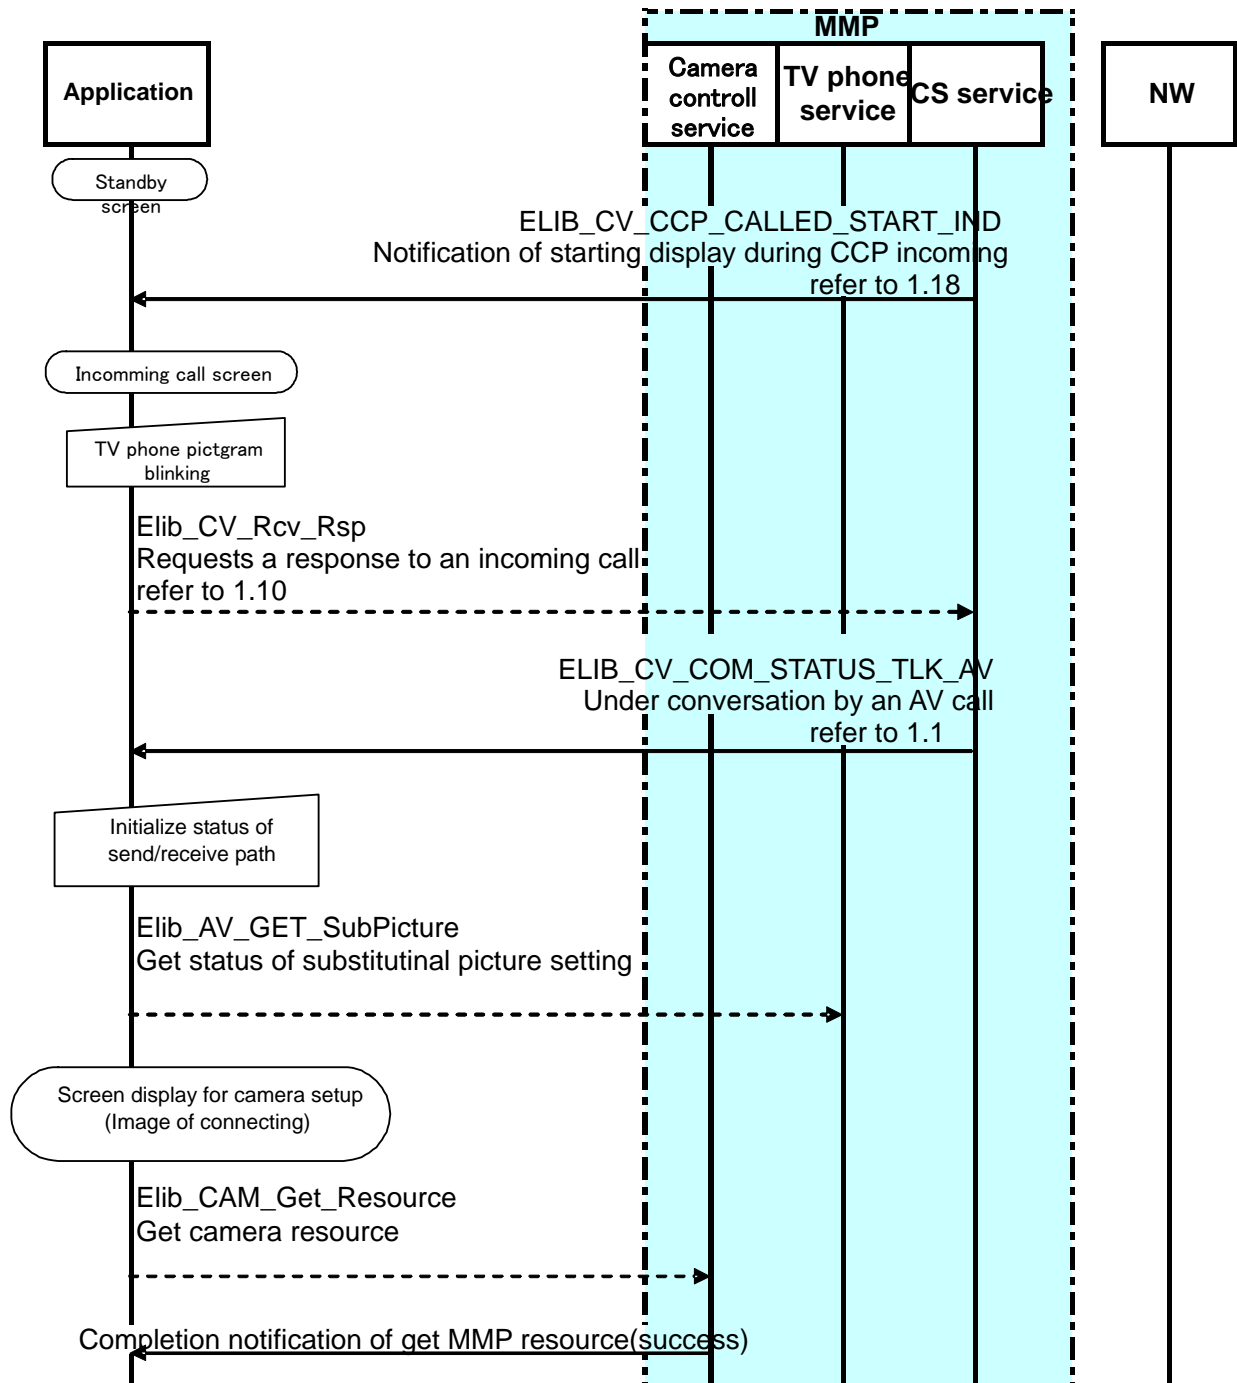 MMP
Application
Camera
controll
service
TV phone
service
CS service
NW
Standby
screen
ELIB_CV_CCP_CALLED_START_IND
Notification of starting display during CCP incoming
refer to 1.18
Incomming call screen
TV phone pictgram
blinking
Elib_CV_Rcv_Rsp
Requests a response to an incoming call
refer to 1.10
ELIB_CV_COM_STATUS_TLK_AV
Under conversation by an AV call
refer to 1.1
Initialize status of
send/receive path
Elib_AV_GET_SubPicture
Get status of substitutinal picture setting
Screen display for camera setup
(Image of connecting)
Elib_CAM_Get_Resource
Get camera resource
Completion notification of get MMP resource(success)